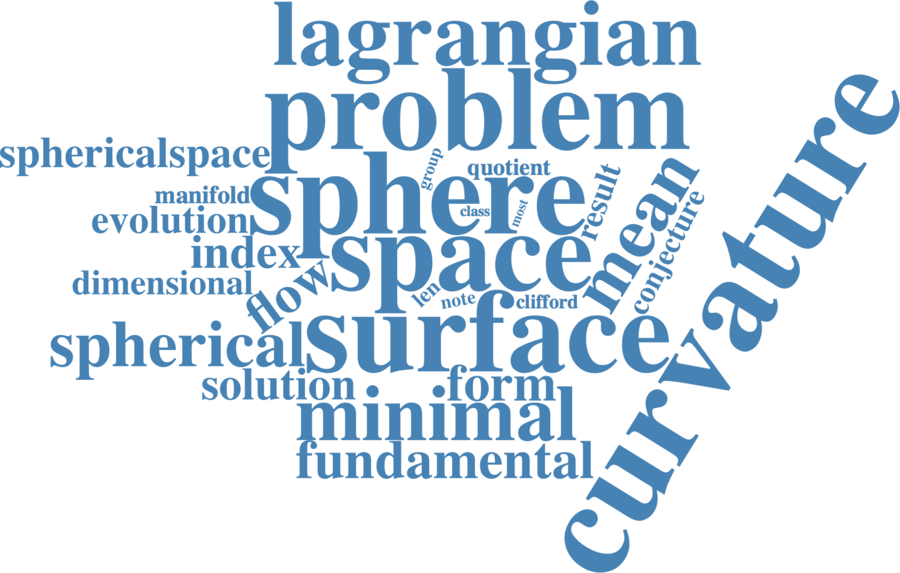 lagrangian
problem
curvature
sphericalspace
group
quotient
manifold
sphere
class
most
result
mean
evolution
conjecture
index
space
dimensional
flow
len
note
clifford
spherical
surface
solution
form
minimal
fundamental